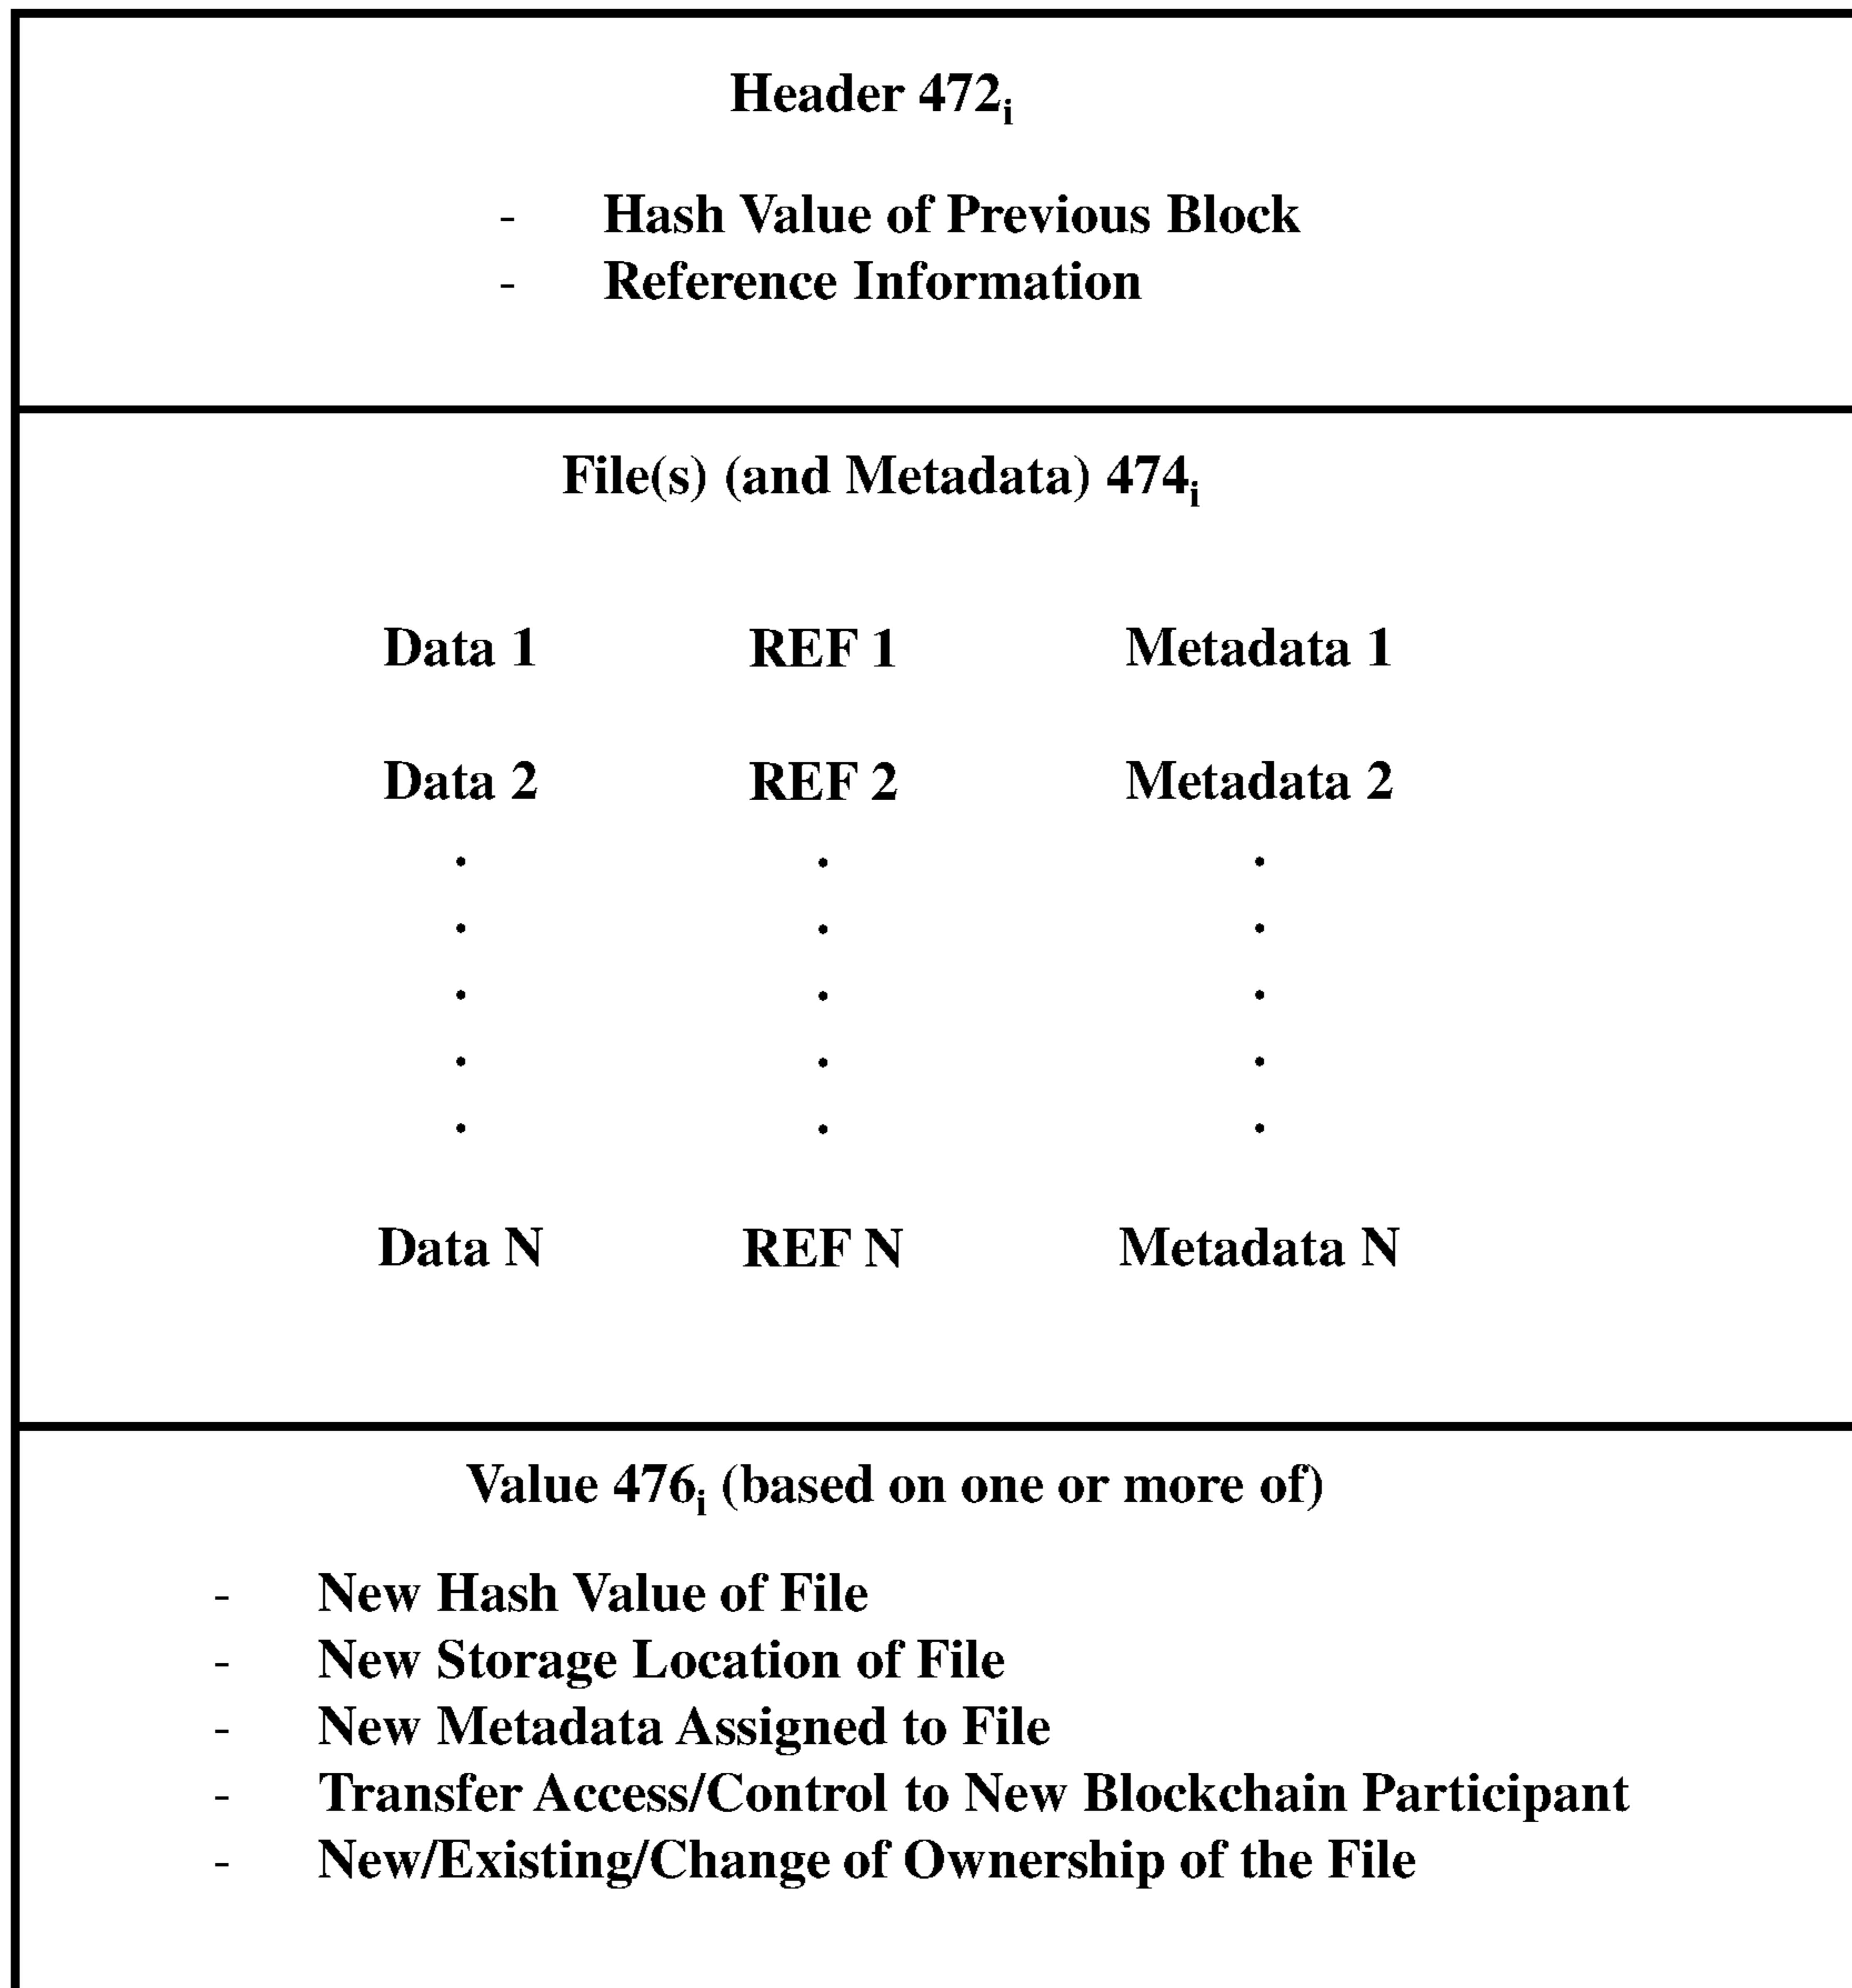 Header 472i
- Hash Value of Previous Block
- Reference Information
File(s) (and Metadata) 474i
Data 1 REF 1 Metadata 1
Data 2 REF 2 Metadata 2
. . .
. . .
. . .
. . .
. . .
Data N REF N Metadata N
Value 476i (based on one or more of)
- New Hash Value of File
- New Storage Location of File
- New Metadata Assigned to File
- Transfer Access/Control to New Blockchain Participant
- New/Existing/Change of Ownership of the File